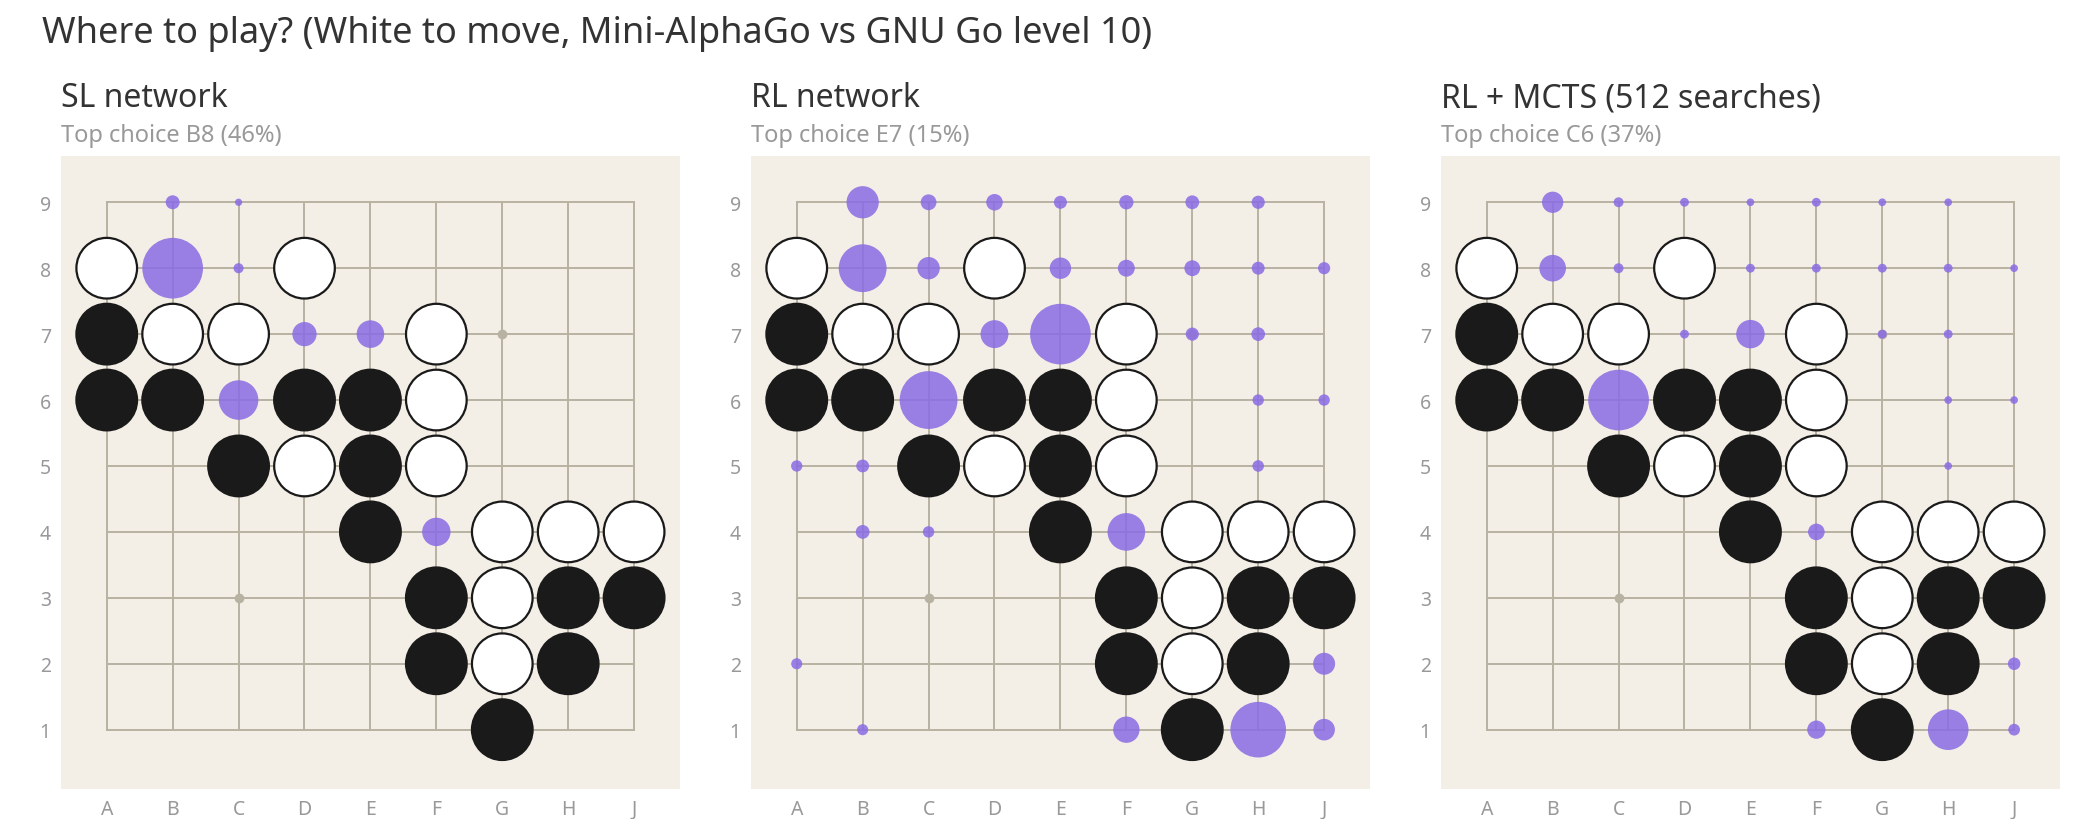 Where to play? (White to move, Mini-AlphaGo vs GNU Go level 10)
SL network
Top choice B8 (46%)
9
8
7
6
5
4
3
2
1
A B C D E F G H J
RL network
Top choice E7 (15%)
9
8
7
6
5
4
3
2
1
A B C D E F G H J
RL + MCTS (512 searches)
Top choice C6 (37%)
9
8
7
6
5
4
3
2
1
A B C D E F G H J